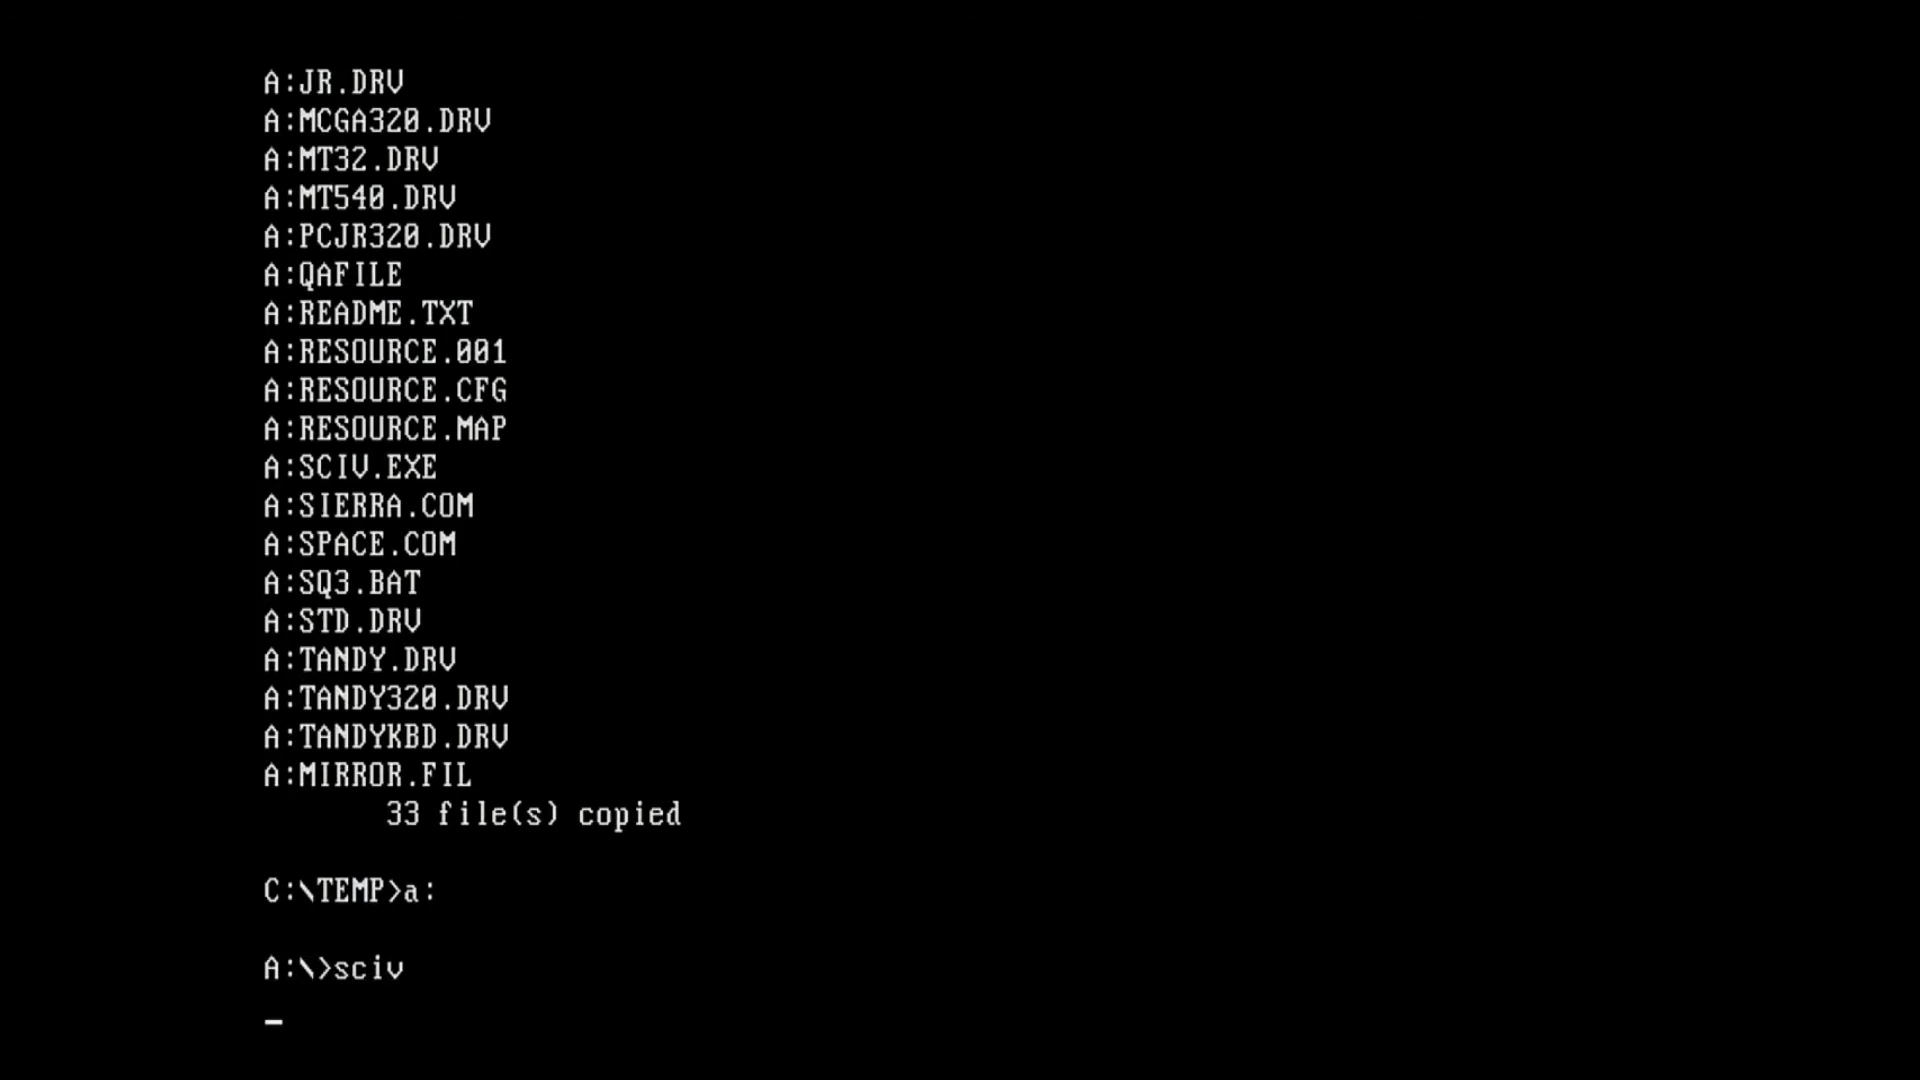 A:JR.DRV
A:MCGA320.DRV
A:MT32.DRV
A:MT540.DRV
A:PCJR320.DRV
A:QAFILE
A:README.TXT
A:RESOURCE.001
A:RESOURCE.CFG
A:RESOURCE.MAP
A:SCIV.EXE
A:SIERRA.COM
A:SPACE.COM
A:SQ3.BAT
A:STD.DRV
A:TANDY.DRV
A:TANDY320.DRV
A:TANDYKBD.DRV
A:MIRROR.FIL
33 file(s) copied
C:\TEMP>a:
A:\>sciv
_